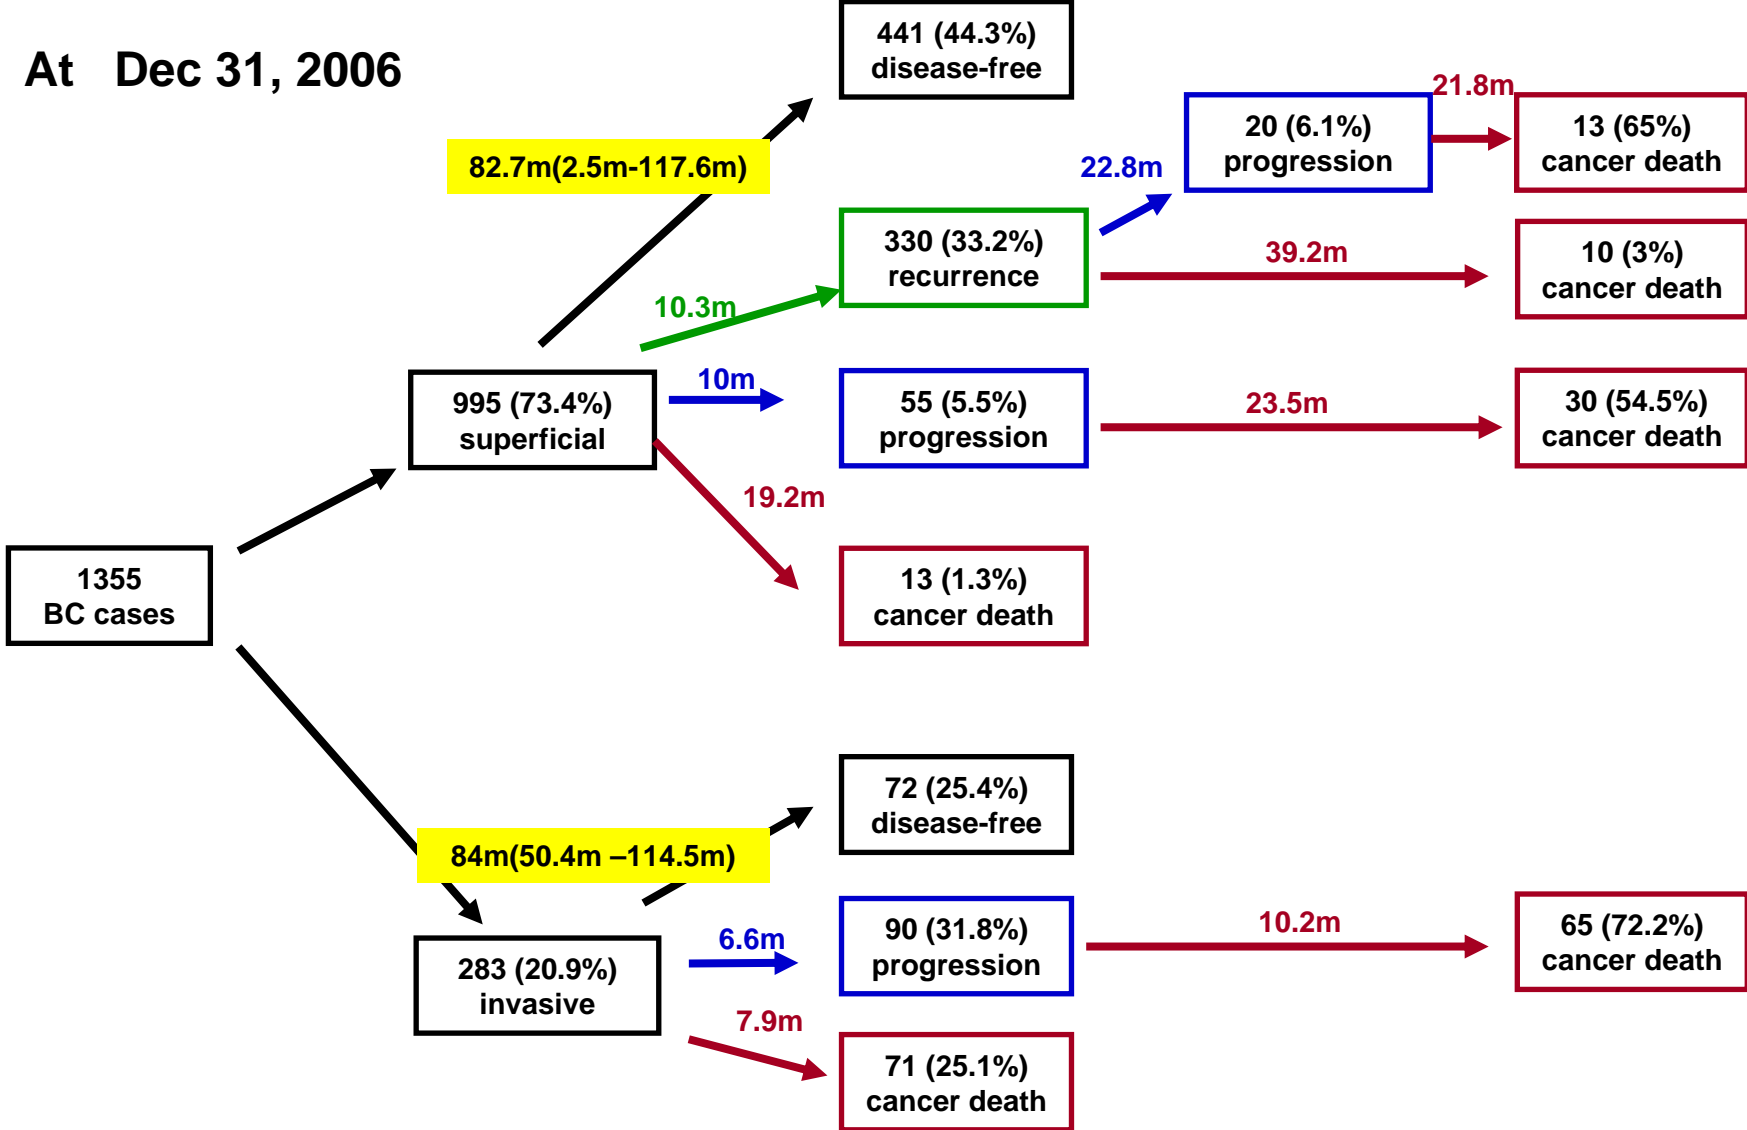 At Dec 31, 2006
441 (44.3%)
disease-free
82.7m(2.5m-117.6m)
21.8m
20 (6.1%)
progression
13 (65%)
cancer death
22.8m
330 (33.2%)
recurrence
39.2m
10 (3%)
cancer death
10.3m
995 (73.4%)
superficial
10m
55 (5.5%)
progression
23.5m
30 (54.5%)
cancer death
19.2m
13 (1.3%)
cancer death
1355
BC cases
72 (25.4%)
disease-free
84m(50.4m –114.5m)
283 (20.9%)
invasive
6.6m
90 (31.8%)
progression
10.2m
65 (72.2%)
cancer death
7.9m
71 (25.1%)
cancer death